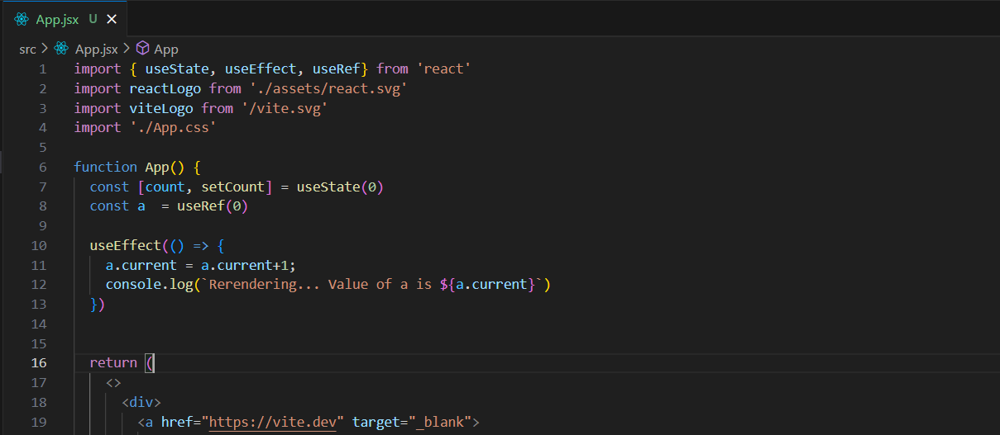 App.jsx U ×
src > App.jsx > App
1 import { useState, useEffect, useRef} from 'react'
2 import reactLogo from './assets/react.svg'
3 import viteLogo from '/vite.svg'
4 import './App.css'
5
6 function App() {
7   const [count, setCount] = useState(0)
8   const a  = useRef(0)
9
10   useEffect(() => {
11     a.current = a.current+1;
12     console.log(`Rerendering... Value of a is ${a.current}`)
13   })
14
15
16   return (
17     <>
18       <div>
19         <a href="https://vite.dev" target="_blank">